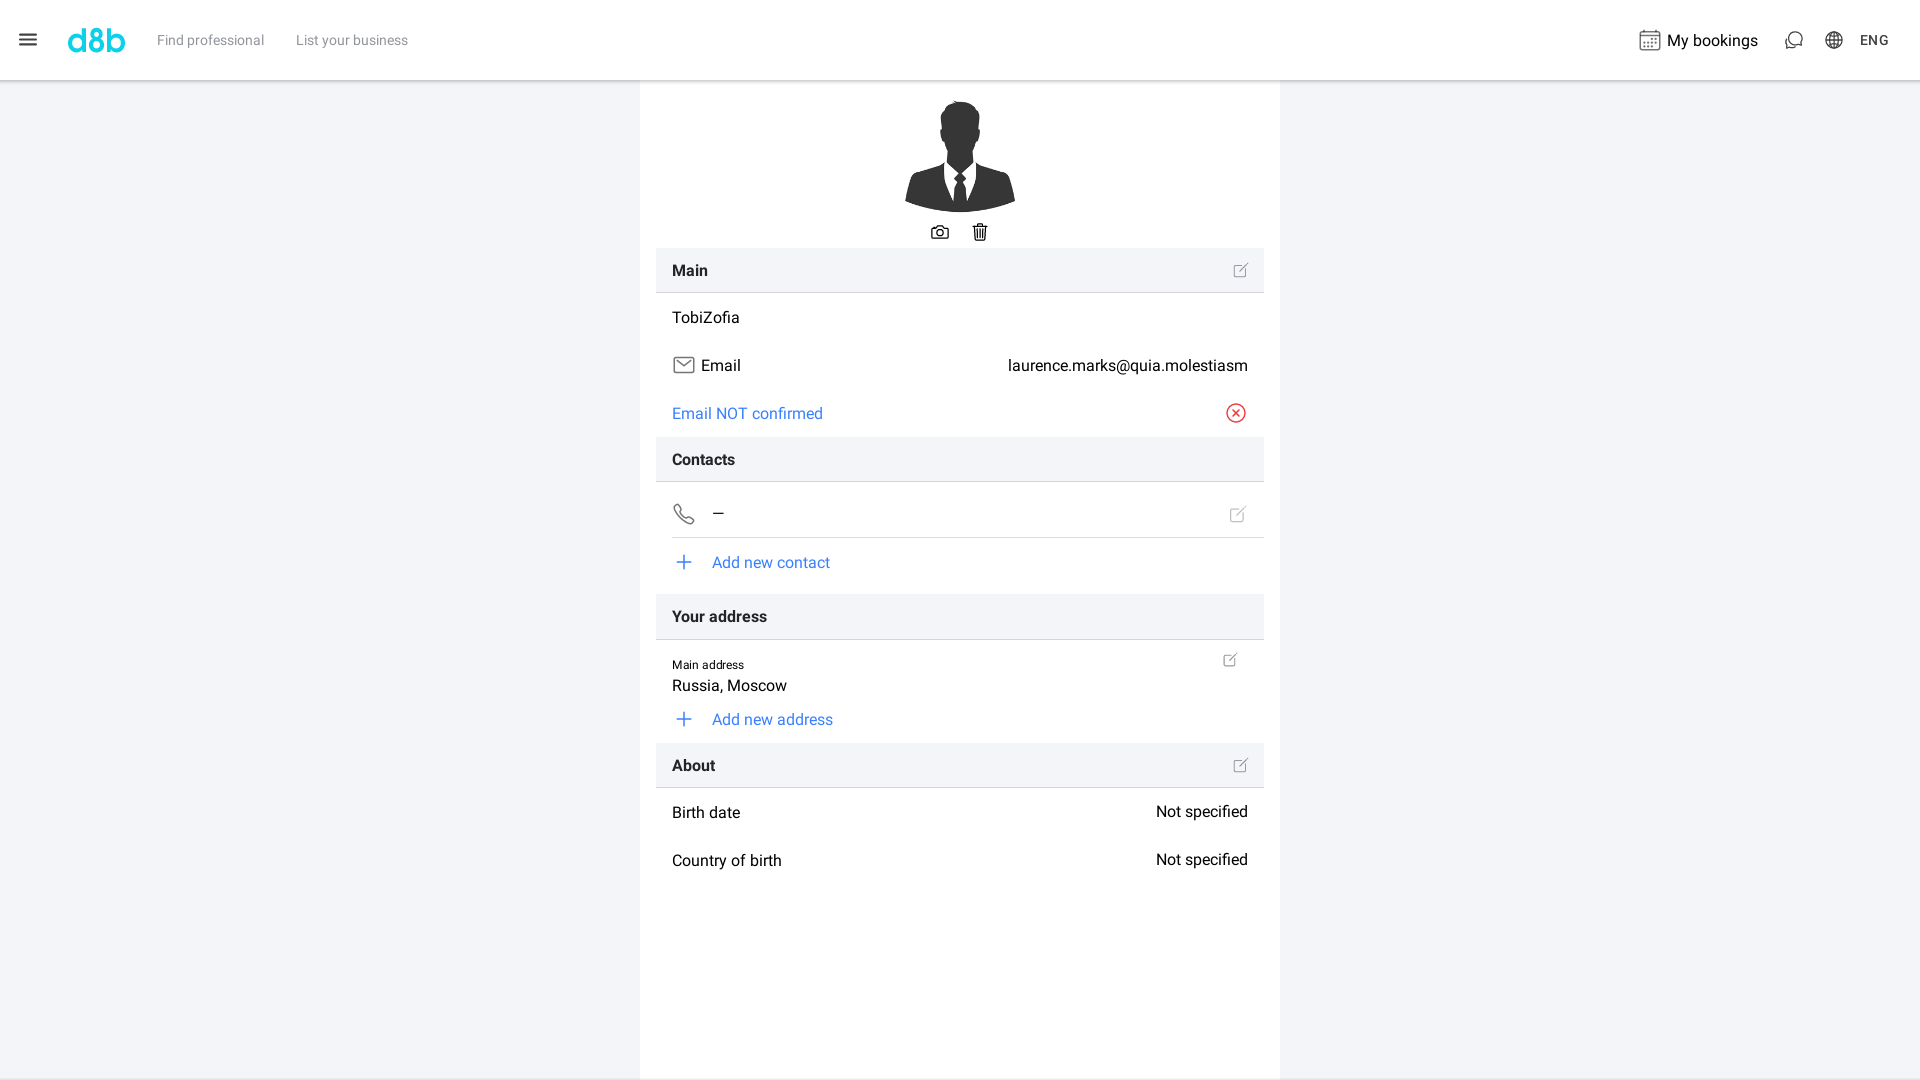 d8b
Find professional
List your business
My bookings
ENG
Main
TobiZofia
Email
laurence.marks@quia.molestiasm
Email NOT confirmed
Contacts
—
Add new contact
Your address
Main address
Russia, Moscow
Add new address
About
Birth date
Not specified
Country of birth
Not specified